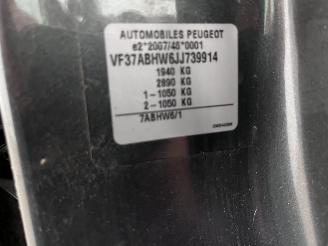 AUTOMOBILES PEUGEOT
e2*2007/46*0001
VF37ABHW6JJ739914
1940 KG
2890 KG
1-1050 KG
2-1050 KG
7ABHW6/1